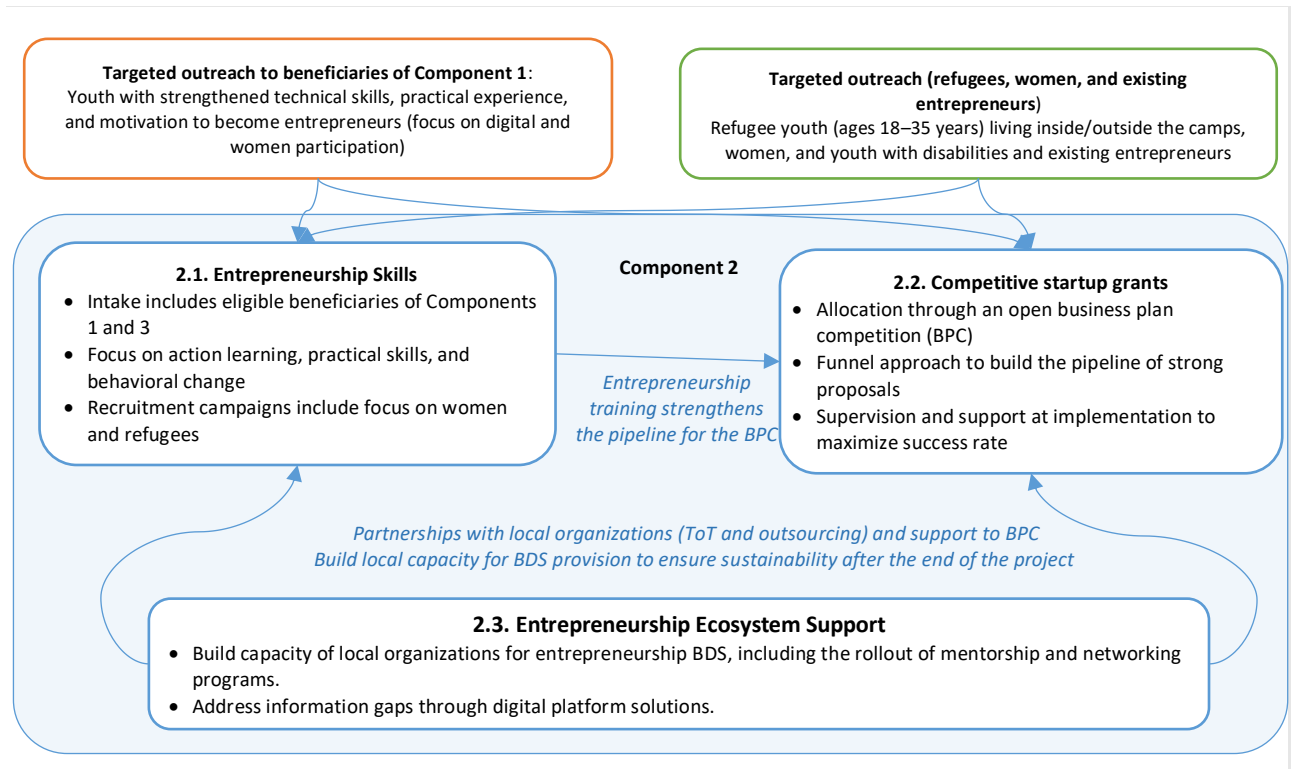 Targeted outreach to beneficiaries of Component 1:
Youth with strengthened technical skills, practical experience,
and motivation to become entrepreneurs (focus on digital and
women participation)
Targeted outreach (refugees, women, and existing
entrepreneurs)
Refugee youth (ages 18–35 years) living inside/outside the camps,
women, and youth with disabilities and existing entrepreneurs
Component 2
2.1. Entrepreneurship Skills
• Intake includes eligible beneficiaries of Components
1 and 3
• Focus on action learning, practical skills, and
behavioral change
• Recruitment campaigns include focus on women
and refugees
Entrepreneurship
training strengthens
the pipeline for the BPC
2.2. Competitive startup grants
• Allocation through an open business plan
competition (BPC)
• Funnel approach to build the pipeline of strong
proposals
• Supervision and support at implementation to
maximize success rate
Partnerships with local organizations (ToT and outsourcing) and support to BPC
Build local capacity for BDS provision to ensure sustainability after the end of the project
2.3. Entrepreneurship Ecosystem Support
• Build capacity of local organizations for entrepreneurship BDS, including the rollout of mentorship and networking
programs.
• Address information gaps through digital platform solutions.